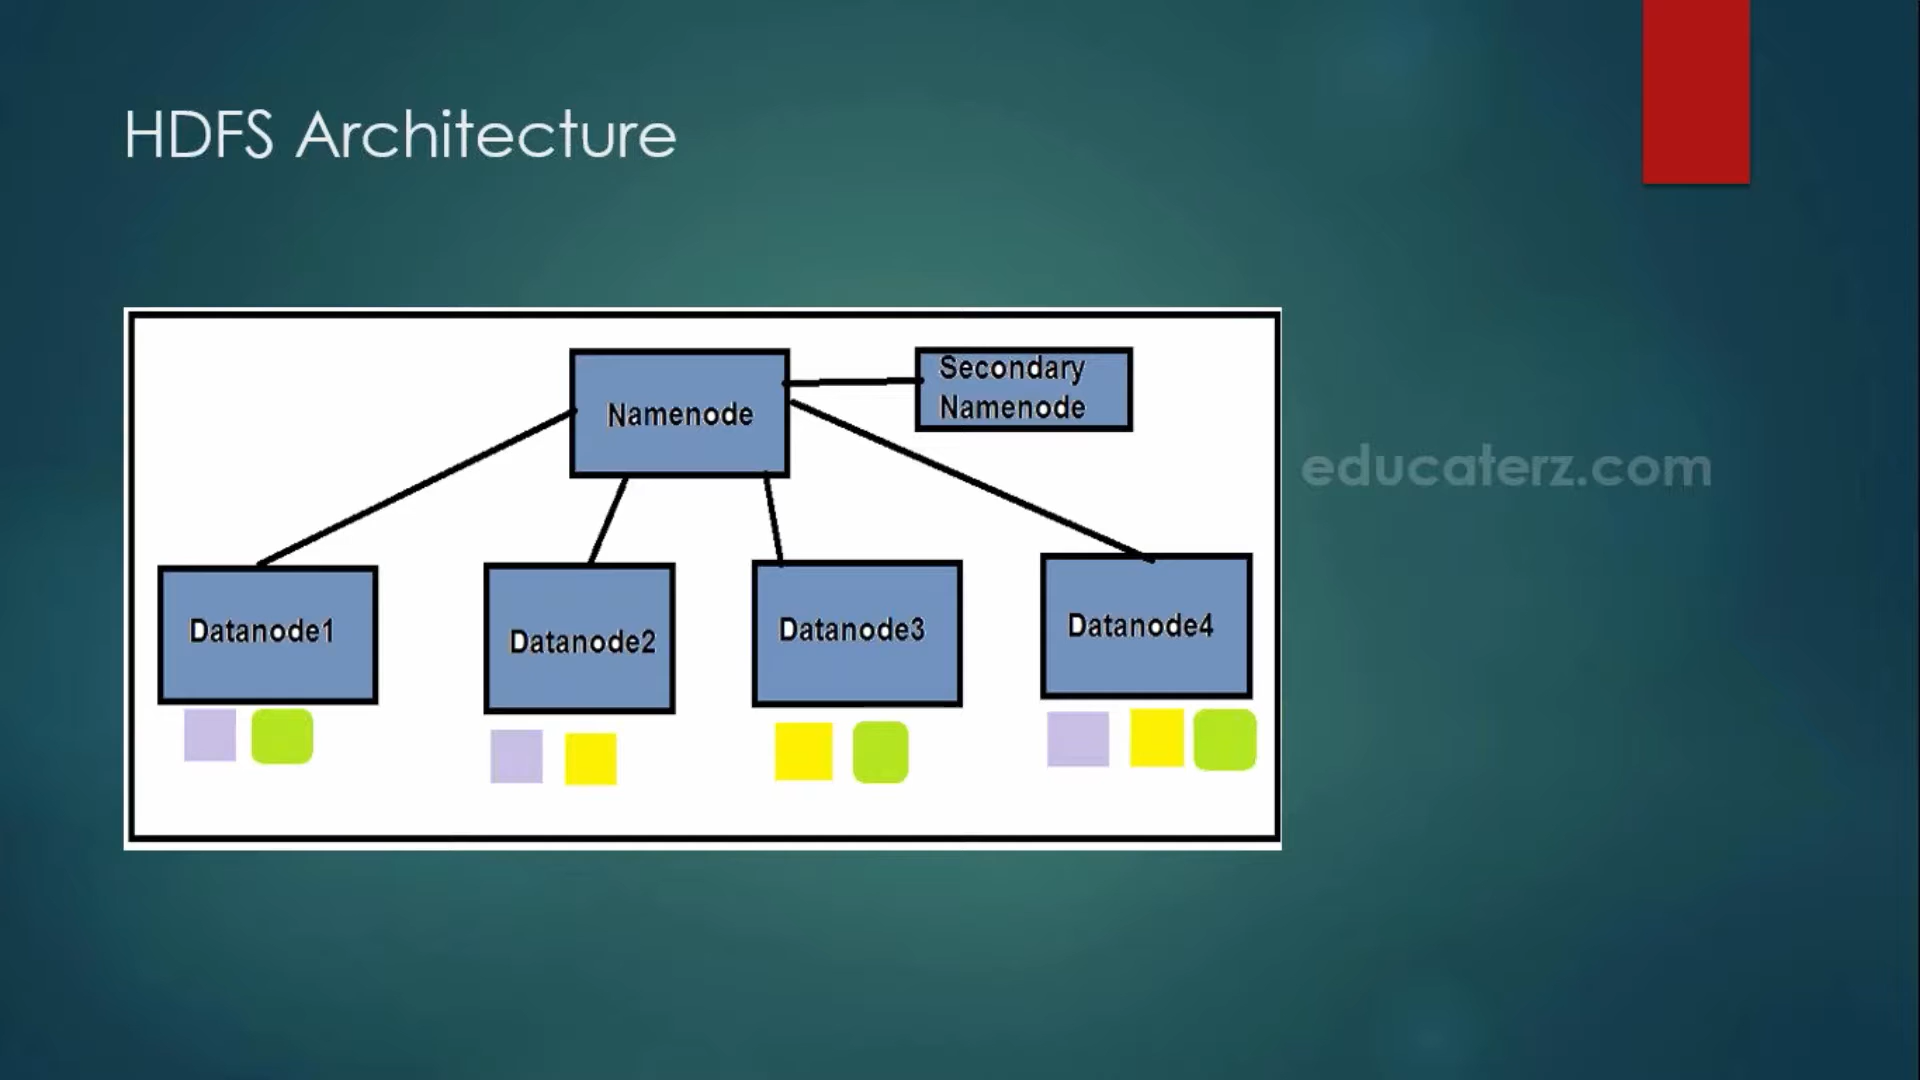 HDFS Architecture
Namenode
Secondary
Namenode
educaterz.com
Datanode1
Datanode2
Datanode3
Datanode4